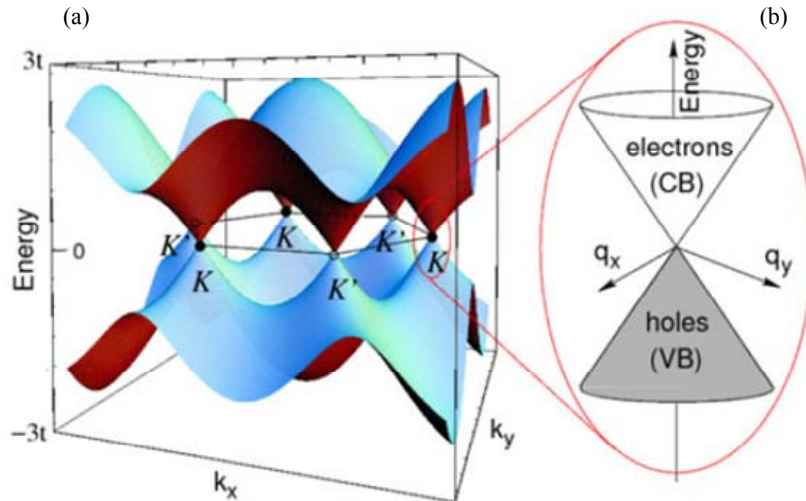 (a)
(b)
3t
0
−3t
Energy
K'
K
K
K'
K'
K
k_x
k_y
Energy
electrons
(CB)
q_x
q_y
holes
(VB)